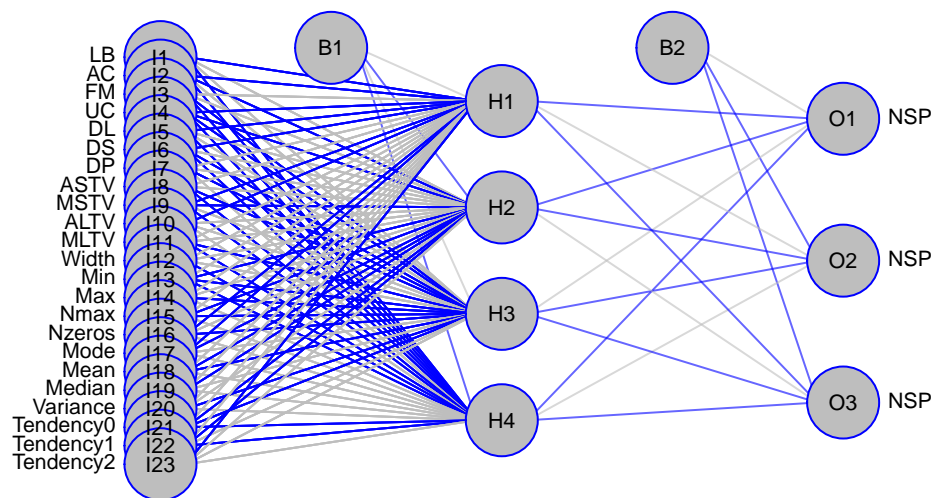 B1
B2
LB
I1
AC
I2
FM
I3
UC
I4
DL
I5
DS
I6
DP
I7
ASTV
I8
MSTV
I9
ALTV
I10
MLTV
I11
Width
I12
Min
I13
Max
I14
Nmax
I15
Nzeros
I16
Mode
I17
Mean
I18
Median
I19
Variance
I20
Tendency0
I21
Tendency1
I22
Tendency2
I23
H1
H2
H3
H4
O1
NSP
O2
NSP
O3
NSP